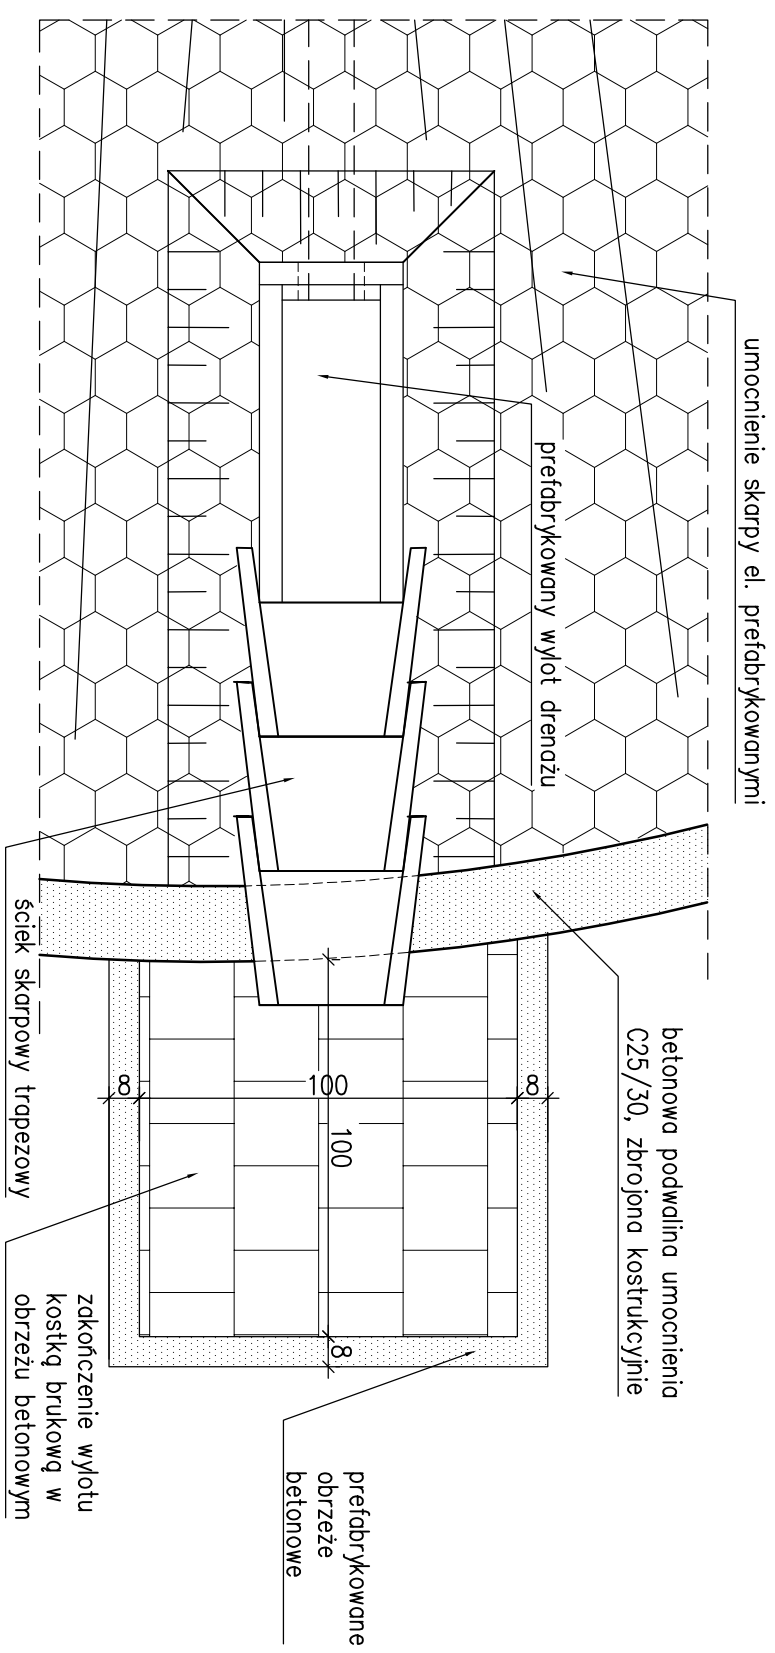 umocnienie skarpy el. prefabrykowanymi
prefabrykowany wylot drenażu
betonowa podwalina umocnienia
C25/30, zbrojona kostrukcyjnie
ściek skarpowy trapezowy
8
100
8
100
8
zakończenie wylotu
kostką brukową w
obrzeżu betonowym
prefabrykowane
obrzeże
betonowe